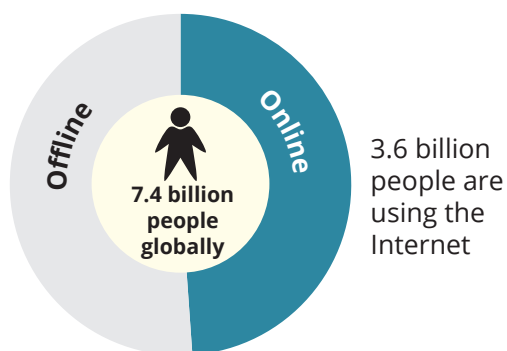 Offline
Online
7.4 billion
people
globally
3.6 billion
people are
using the
Internet